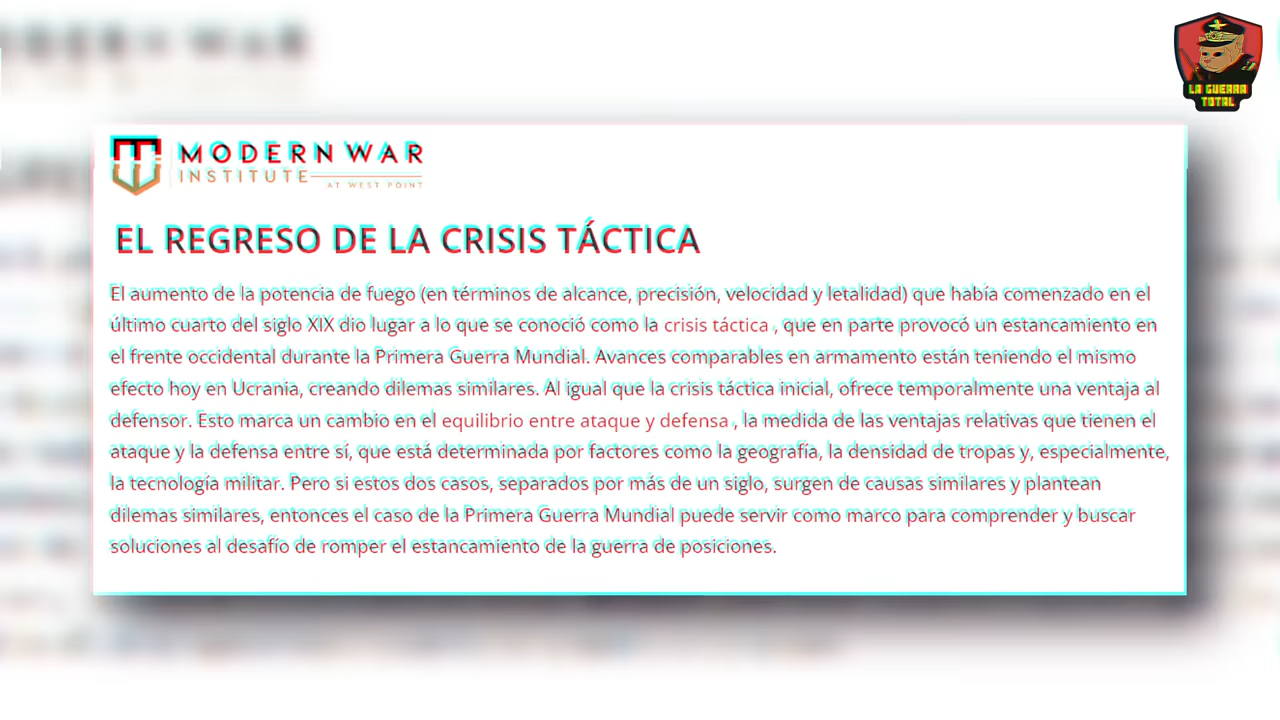 LA GUERRA
TOTAL
MODERN WAR
INSTITUTE
AT WEST POINT
EL REGRESO DE LA CRISIS TÁCTICA
El aumento de la potencia de fuego (en términos de alcance, precisión, velocidad y letalidad) que había comenzado en el
último cuarto del siglo XIX dio lugar a lo que se conoció como la crisis táctica , que en parte provocó un estancamiento en
el frente occidental durante la Primera Guerra Mundial. Avances comparables en armamento están teniendo el mismo
efecto hoy en Ucrania, creando dilemas similares. Al igual que la crisis táctica inicial, ofrece temporalmente una ventaja al
defensor. Esto marca un cambio en el equilibrio entre ataque y defensa , la medida de las ventajas relativas que tienen el
ataque y la defensa entre sí, que está determinada por factores como la geografía, la densidad de tropas y, especialmente,
la tecnología militar. Pero si estos dos casos, separados por más de un siglo, surgen de causas similares y plantean
dilemas similares, entonces el caso de la Primera Guerra Mundial puede servir como marco para comprender y buscar
soluciones al desafío de romper el estancamiento de la guerra de posiciones.